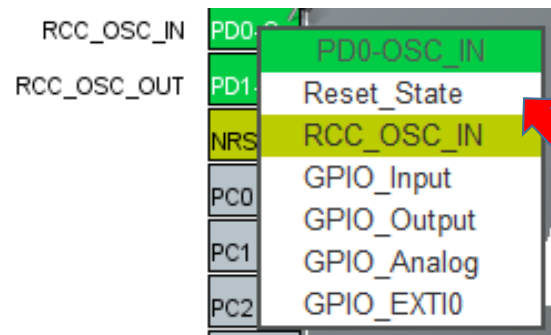 RCC_OSC_IN
PD0-
RCC_OSC_OUT
PD1-
NRS
PC0
PC1
PC2
PD0-OSC_IN
Reset_State
RCC_OSC_IN
GPIO_Input
GPIO_Output
GPIO_Analog
GPIO_EXTI0